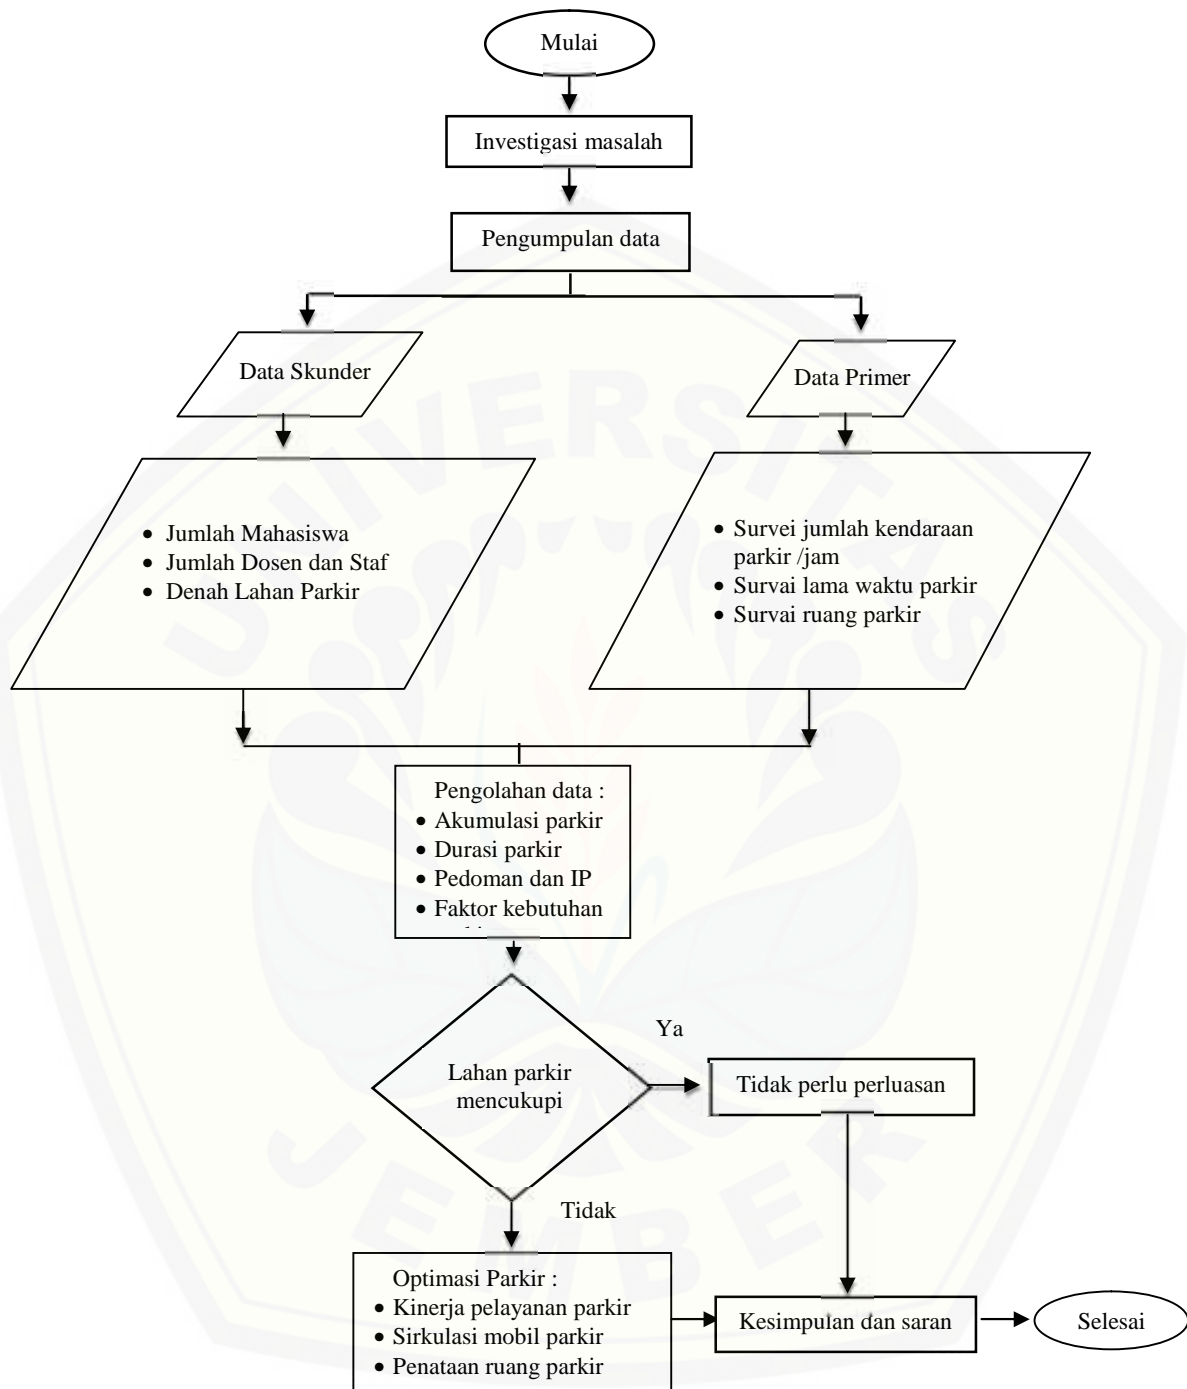 Mulai
Investigasi masalah
Pengumpulan data
Data Skunder
Data Primer
• Jumlah Mahasiswa
• Jumlah Dosen dan Staf
• Denah Lahan Parkir
• Survei jumlah kendaraan
parkir /jam
• Survai lama waktu parkir
• Survai ruang parkir
Pengolahan data :
• Akumulasi parkir
• Durasi parkir
• Pedoman dan IP
• Faktor kebutuhan
Lahan parkir
mencukupi
Ya
Tidak perlu perluasan
Tidak
Optimasi Parkir :
• Kinerja pelayanan parkir
• Sirkulasi mobil parkir
• Penataan ruang parkir
Kesimpulan dan saran
Selesai
UNIVERSITAS
JEMBER